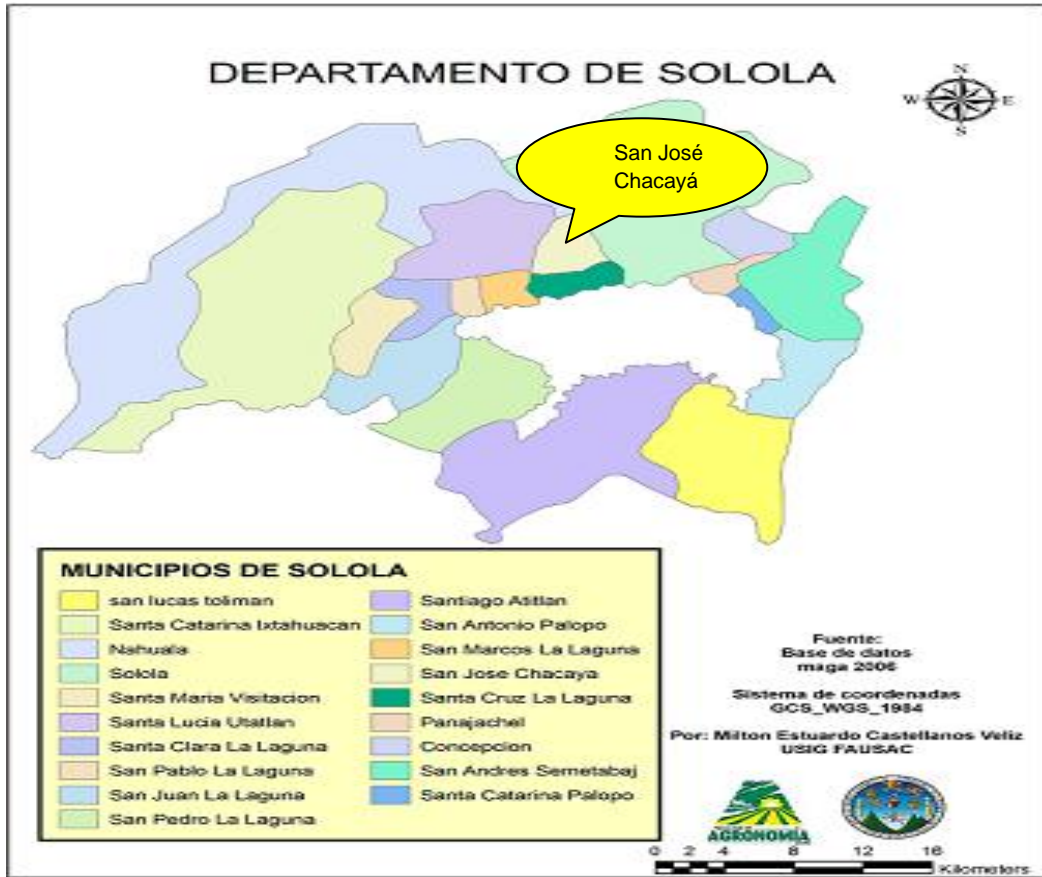 DEPARTAMENTO DE SOLOLA
N
W
E
S
San José
Chacayá
MUNICIPIOS DE SOLOLA
san lucas toliman
Santa Catarina Ixtahuacan
Nahuala
Solola
Santa Maria Visitacion
Santa Lucia Utatlan
Santa Clara La Laguna
San Pablo La Laguna
San Juan La Laguna
San Pedro La Laguna
Santiago Atitlan
San Antonio Palopo
San Marcos La Laguna
San Jose Chacaya
Santa Cruz La Laguna
Panajachel
Concepcion
San Andres Semetabaj
Santa Catarina Palopo
Fuente:
Base de datos
maga 2006
Sistema de coordenadas
GCS_WGS_1984
Por: Milton Estuardo Castellanos Veliz
USIG FAUSAC
AGRONOMÍA
0 2 4 8 12 16
Kilometers